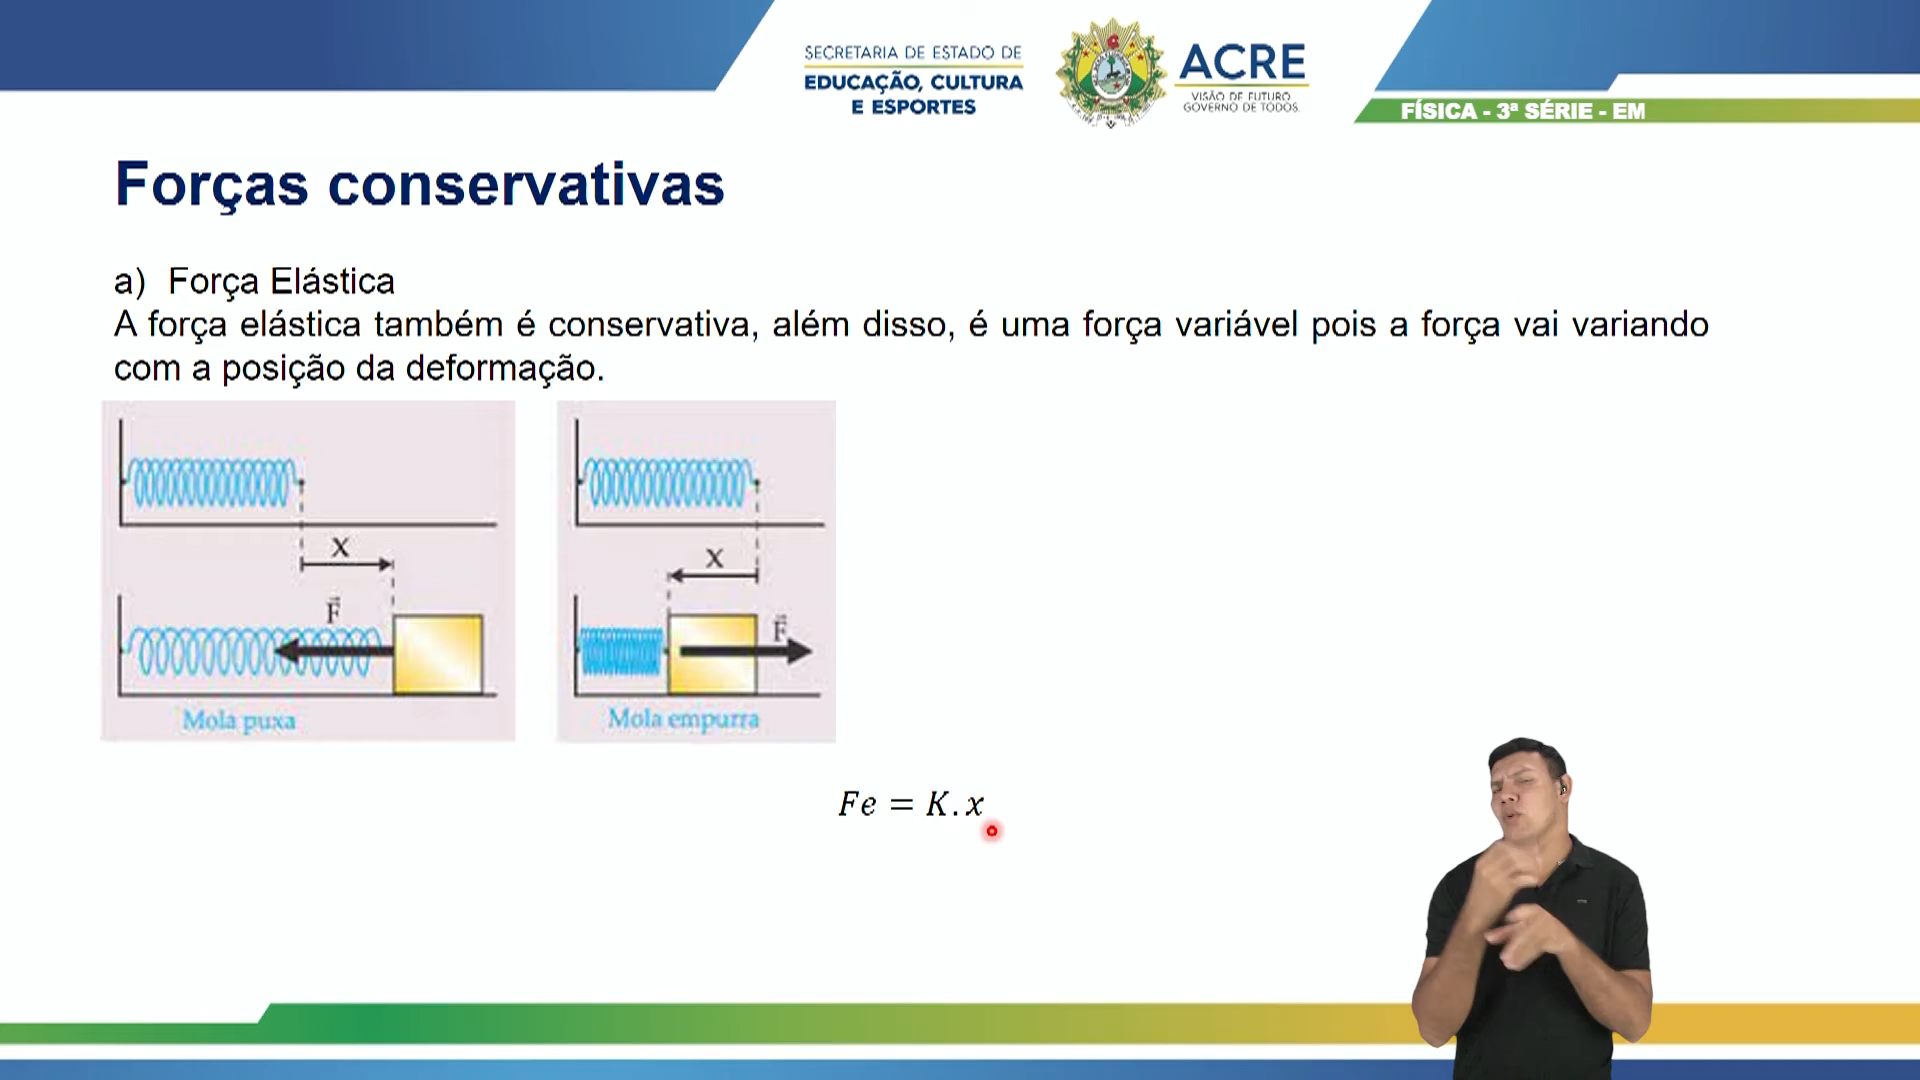 SECRETARIA DE ESTADO DE
EDUCAÇÃO, CULTURA
E ESPORTES
ACRE
VISÃO DE FUTURO
GOVERNO DE TODOS.
FÍSICA - 3ª SÉRIE - EM
Forças conservativas
a) Força Elástica
A força elástica também é conservativa, além disso, é uma força variável pois a força vai variando
com a posição da deformação.
X
F⃗
Mola puxa
X
F⃗
Mola empurra
Fe = K.x